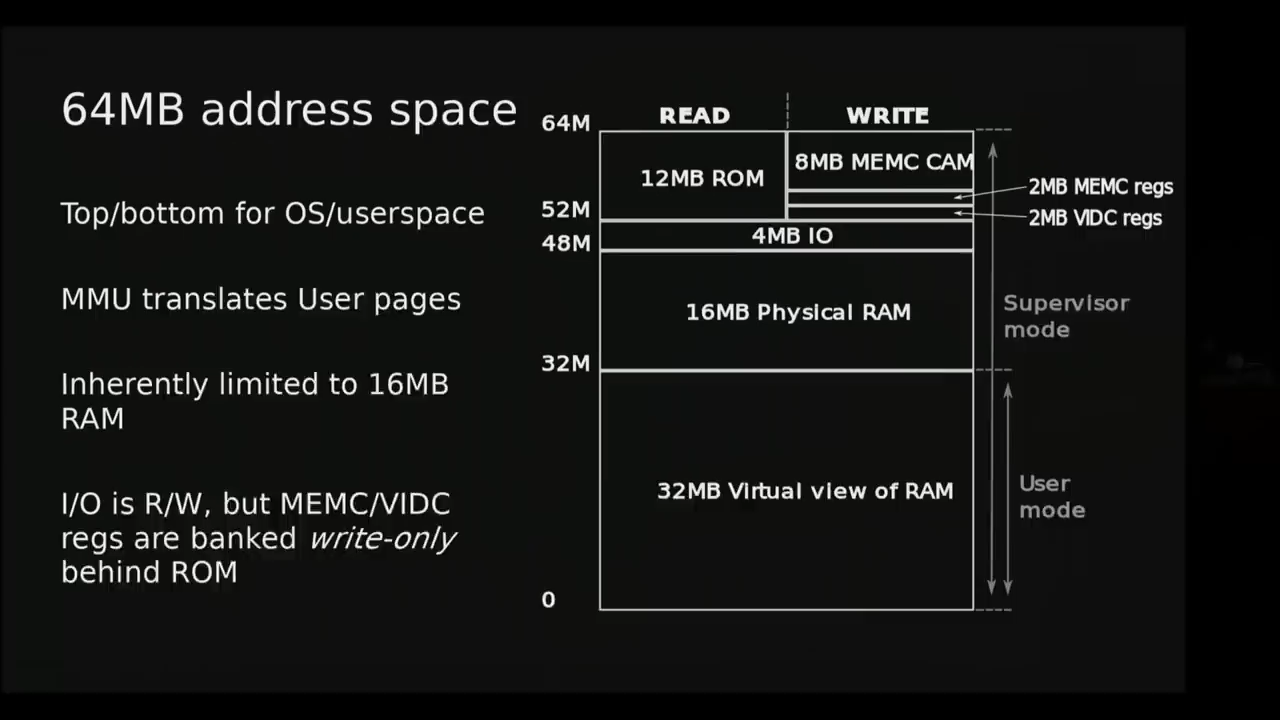 64MB address space
Top/bottom for OS/userspace
MMU translates User pages
Inherently limited to 16MB
RAM
I/O is R/W, but MEMC/VIDC
regs are banked write-only
behind ROM
READ
WRITE
64M
12MB ROM
8MB MEMC CAM
2MB MEMC regs
2MB VIDC regs
52M
4MB IO
48M
16MB Physical RAM
Supervisor
mode
32M
32MB Virtual view of RAM
User
mode
0